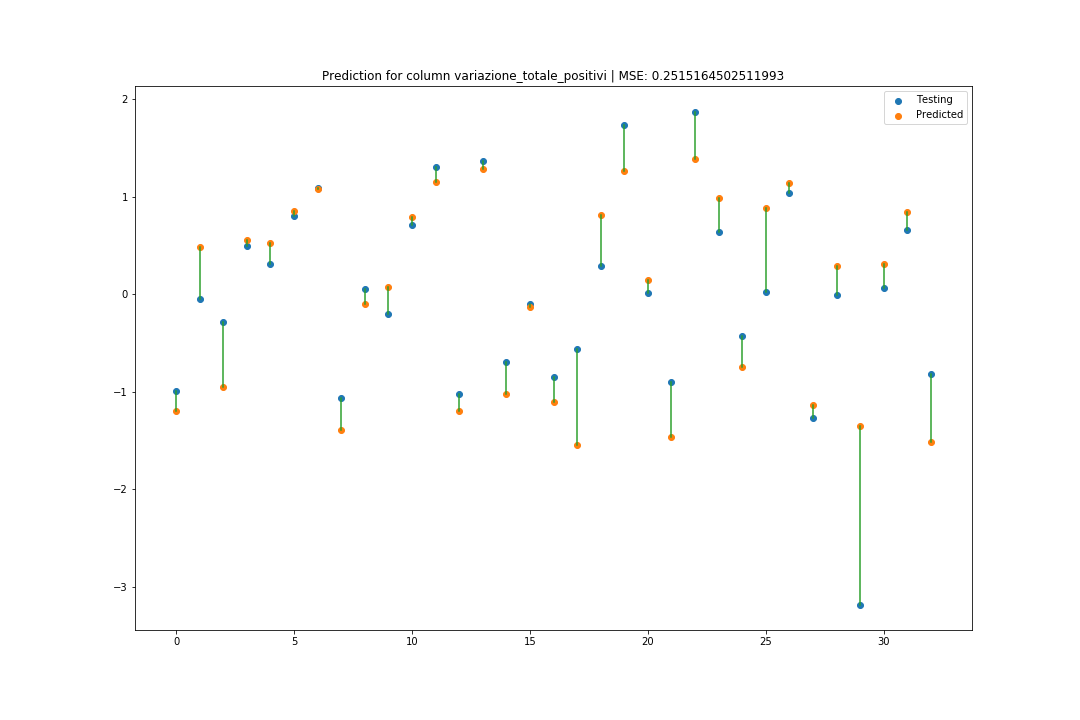 Prediction for column variazione_totale_positivi | MSE: 0.2515164502511993
Testing
Predicted
2
1
0
−1
−2
−3
0 5 10 15 20 25 30